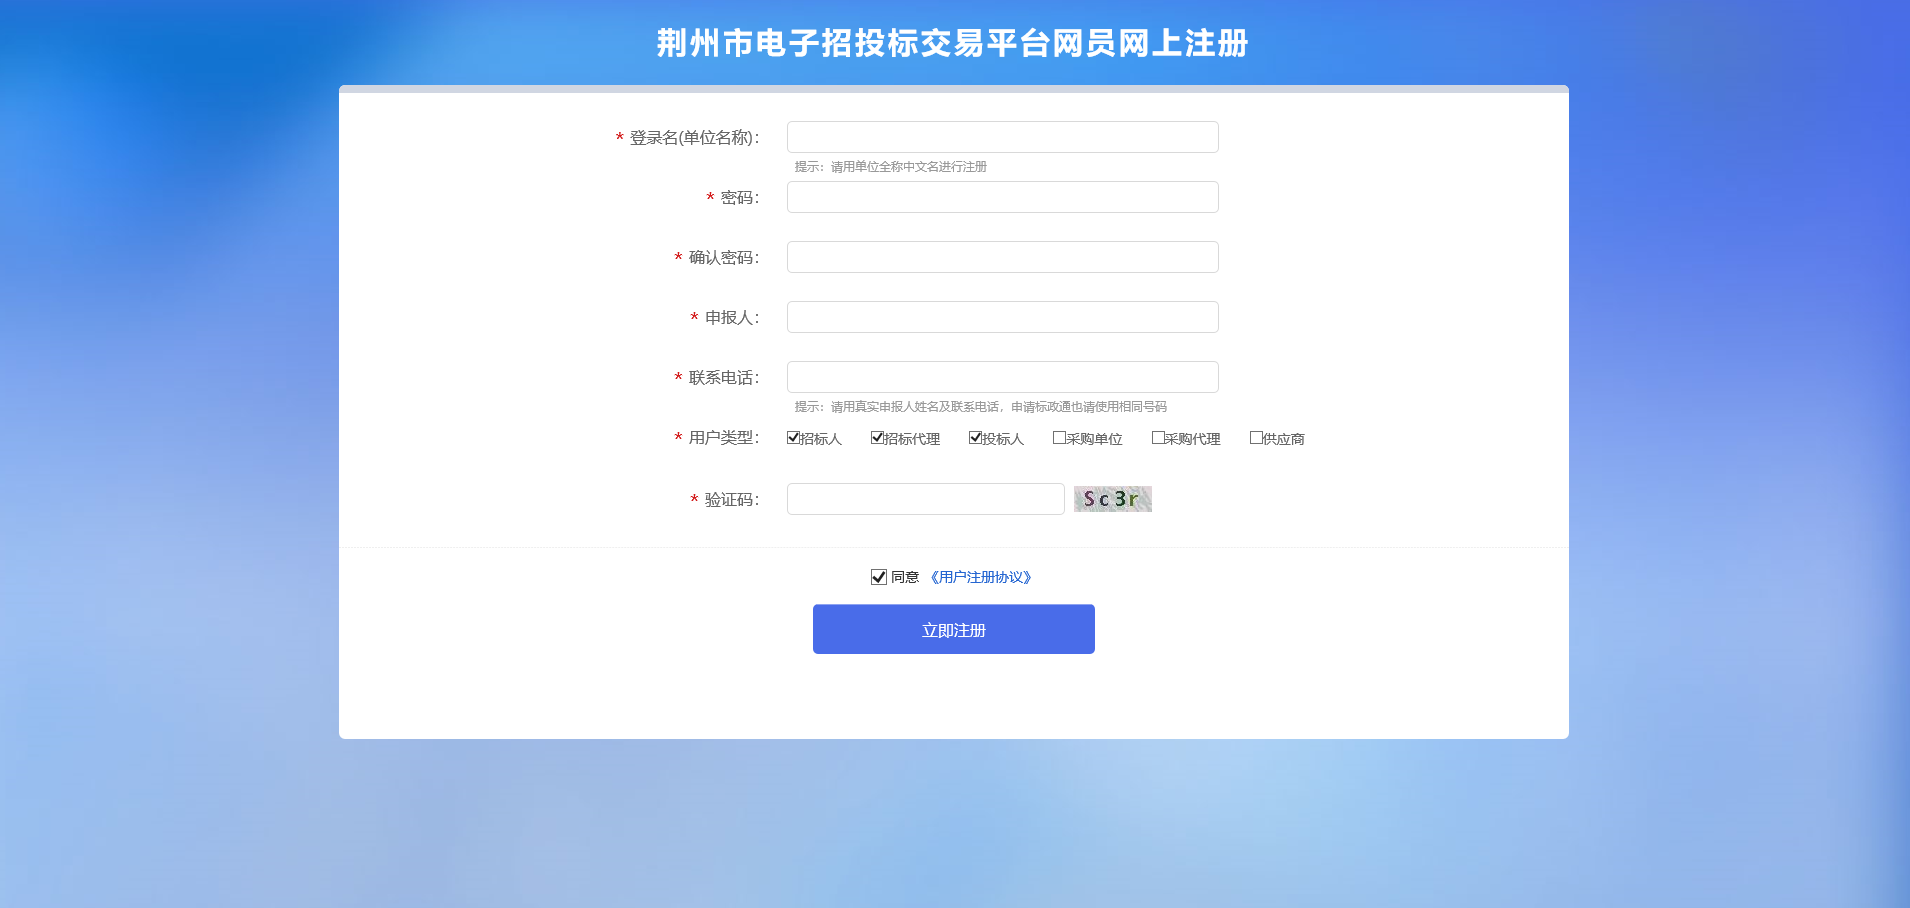 荆州市电子招投标交易平台网员网上注册
* 登录名(单位名称)：
提示：请用单位全称中文名进行注册
* 密码：
* 确认密码：
* 申报人：
* 联系电话：
提示：请用真实申报人姓名及联系电话，申请标政通也请使用相同号码
* 用户类型： 招标人 招标代理 投标人 采购单位 采购代理 供应商
* 验证码： Sc3r
同意 《用户注册协议》
立即注册